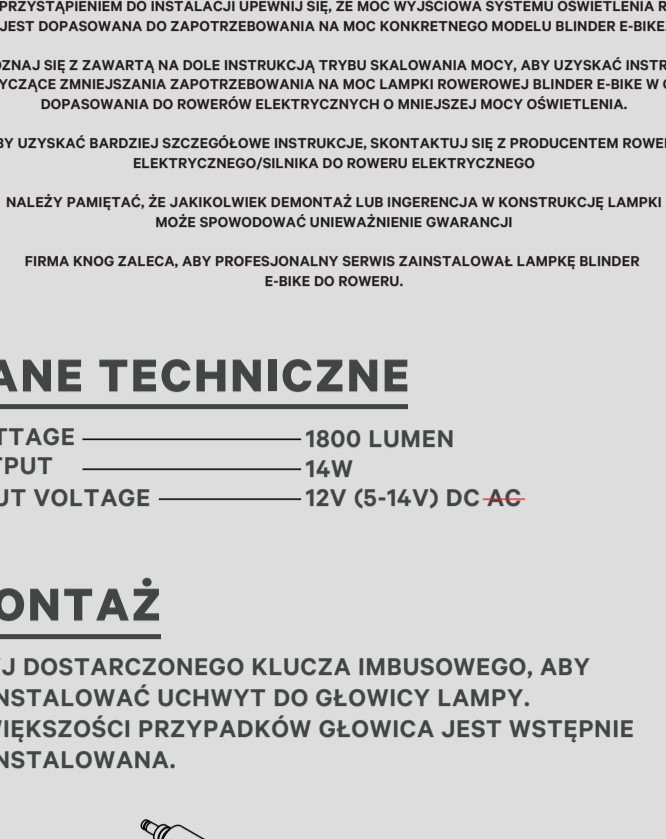 PRZYSTĄPIENIEM DO INSTALACJI UPEWNIJ SIĘ, ŻE MOC WYJŚCIOWA SYSTEMU OŚWIETLENIA R
JEST DOPASOWANA DO ZAPOTRZEBOWANIA NA MOC KONKRETNEGO MODELU BLINDER E-BIKE.
OZNAJ SIĘ Z ZAWARTĄ NA DOLE INSTRUKCJĄ TRYBU SKALOWANIA MOCY, ABY UZYSKAĆ INSTR
YCZĄCE ZMNIEJSZANIA ZAPOTRZEBOWANIA NA MOC LAMPKI ROWEROWEJ BLINDER E-BIKE W
DOPASOWANIA DO ROWERÓW ELEKTRYCZNYCH O MNIEJSZEJ MOCY OŚWIETLENIA.
BY UZYSKAĆ BARDZIEJ SZCZEGÓŁOWE INSTRUKCJE, SKONTAKTUJ SIĘ Z PRODUCENTEM ROWE
ELEKTRYCZNEGO/SILNIKA DO ROWERU ELEKTRYCZNEGO
NALEŻY PAMIĘTAĆ, ŻE JAKIKOLWIEK DEMONTAŻ LUB INGERENCJA W KONSTRUKCJĘ LAMPKI
MOŻE SPOWODOWAĆ UNIEWAŻNIENIE GWARANCJI
FIRMA KNOG ZALECA, ABY PROFESJONALNY SERWIS ZAINSTALOWAŁ LAMPKĘ BLINDER
E-BIKE DO ROWERU.
ANE TECHNICZNE
TTAGE 1800 LUMEN
TPUT 14W
UT VOLTAGE 12V (5-14V) DC AC
ONTAŻ
YJ DOSTARCZONEGO KLUCZA IMBUSOWEGO, ABY
NSTALOWAĆ UCHWYT DO GŁOWICY LAMPY.
WIĘKSZOŚCI PRZYPADKÓW GŁOWICA JEST WSTĘPNIE
NSTALOWANA.